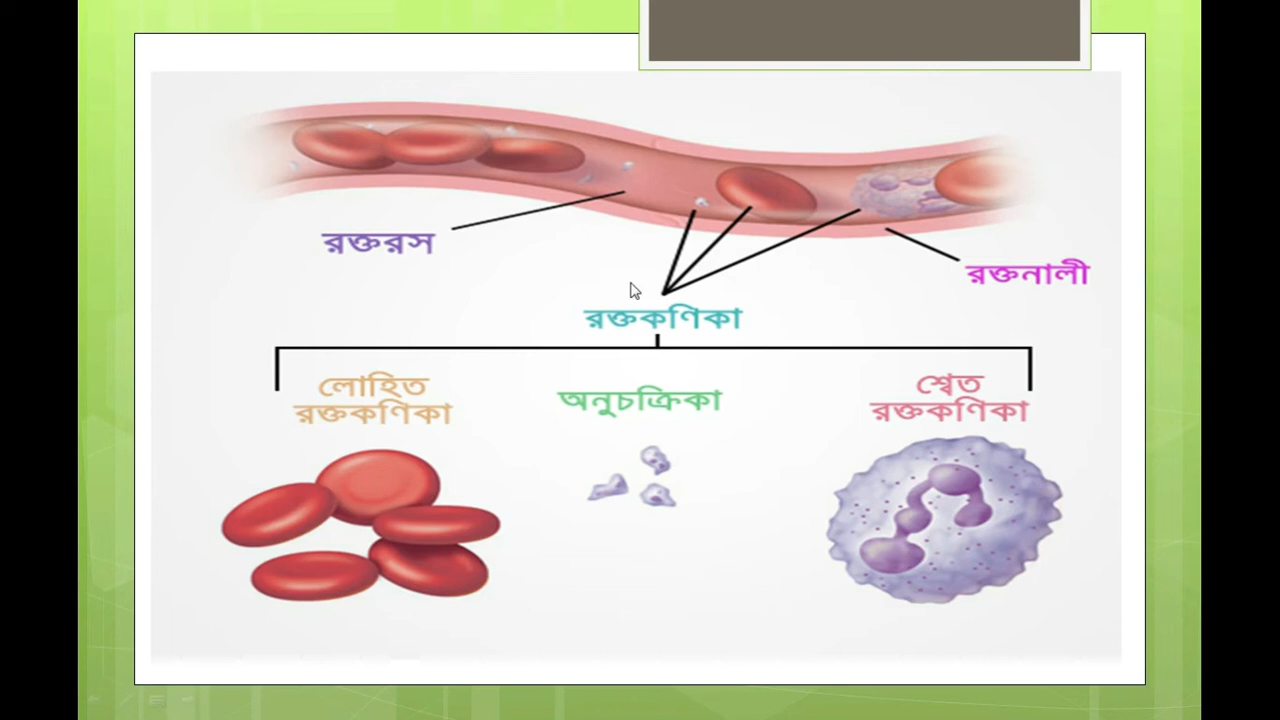 রক্তরস
রক্তনালী
রক্তকণিকা
লোহিত
রক্তকণিকা
অনুচক্রিকা
শ্বেত
রক্তকণিকা